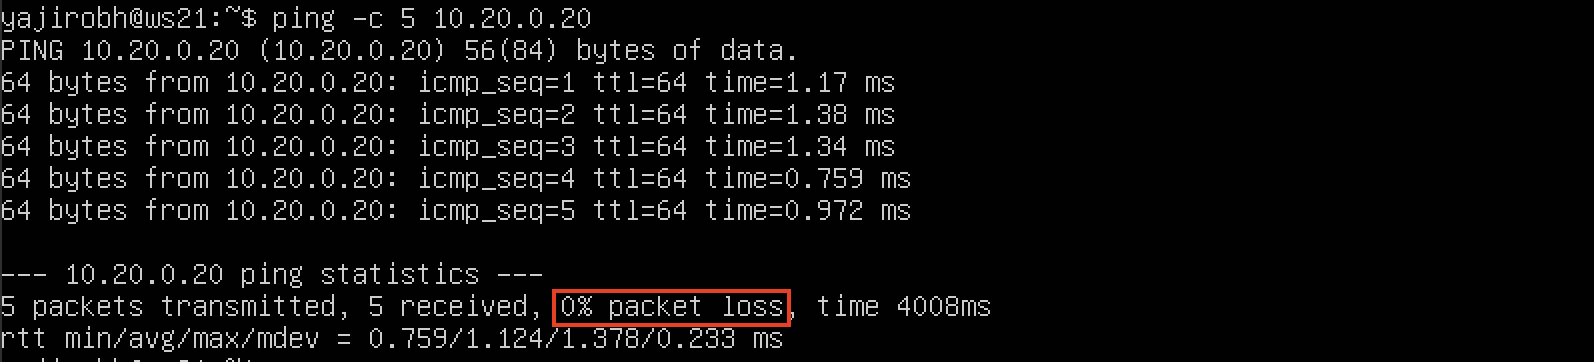 yajirobh@ws21:~$ ping -c 5 10.20.0.20
PING 10.20.0.20 (10.20.0.20) 56(84) bytes of data.
64 bytes from 10.20.0.20: icmp_seq=1 ttl=64 time=1.17 ms
64 bytes from 10.20.0.20: icmp_seq=2 ttl=64 time=1.38 ms
64 bytes from 10.20.0.20: icmp_seq=3 ttl=64 time=1.34 ms
64 bytes from 10.20.0.20: icmp_seq=4 ttl=64 time=0.759 ms
64 bytes from 10.20.0.20: icmp_seq=5 ttl=64 time=0.972 ms
--- 10.20.0.20 ping statistics ---
5 packets transmitted, 5 received, 0% packet loss, time 4008ms
rtt min/avg/max/mdev = 0.759/1.124/1.378/0.233 ms